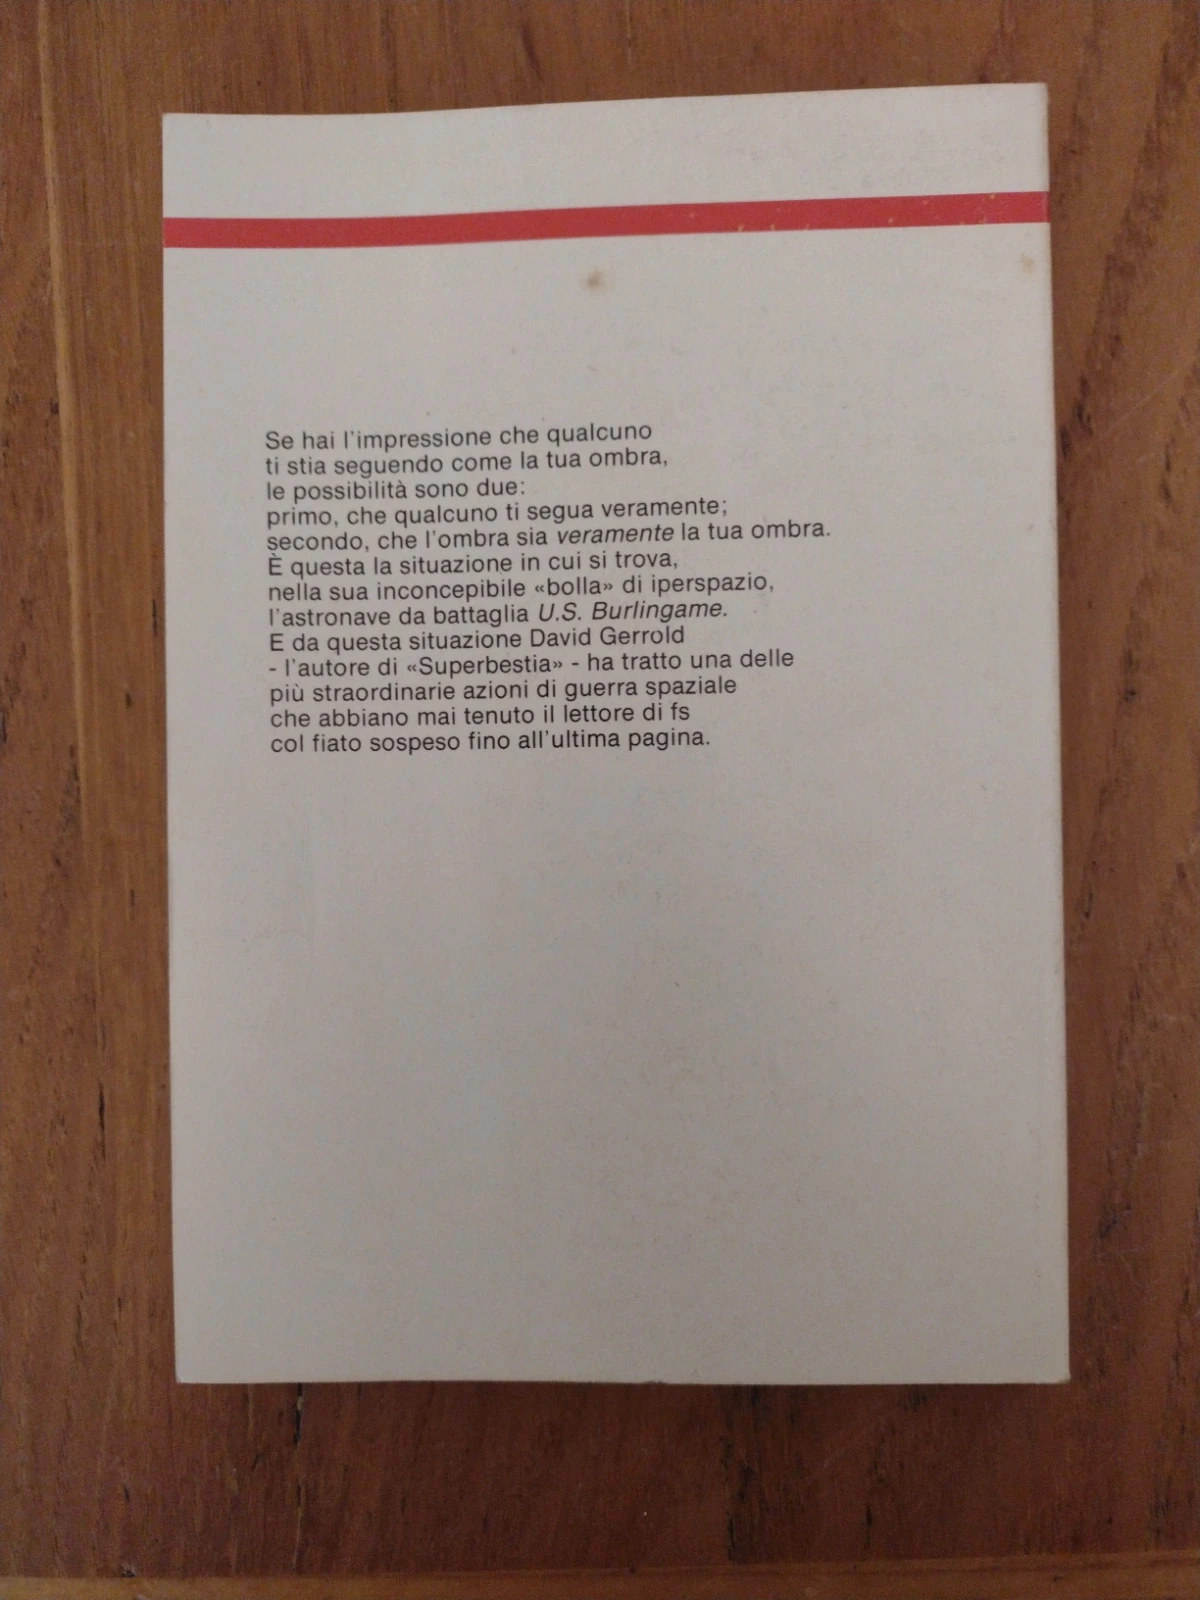 Se hai l'impressione che qualcuno
ti stia seguendo come la tua ombra,
le possibilità sono due:
primo, che qualcuno ti segua veramente;
secondo, che l'ombra sia veramente la tua ombra.
È questa la situazione in cui si trova,
nella sua inconcepibile «bolla» di iperspazio,
l'astronave da battaglia U.S. Burlingame.
E da questa situazione David Gerrold
- l'autore di «Superbestia» - ha tratto una delle
più straordinarie azioni di guerra spaziale
che abbiano mai tenuto il lettore di fs
col fiato sospeso fino all'ultima pagina.